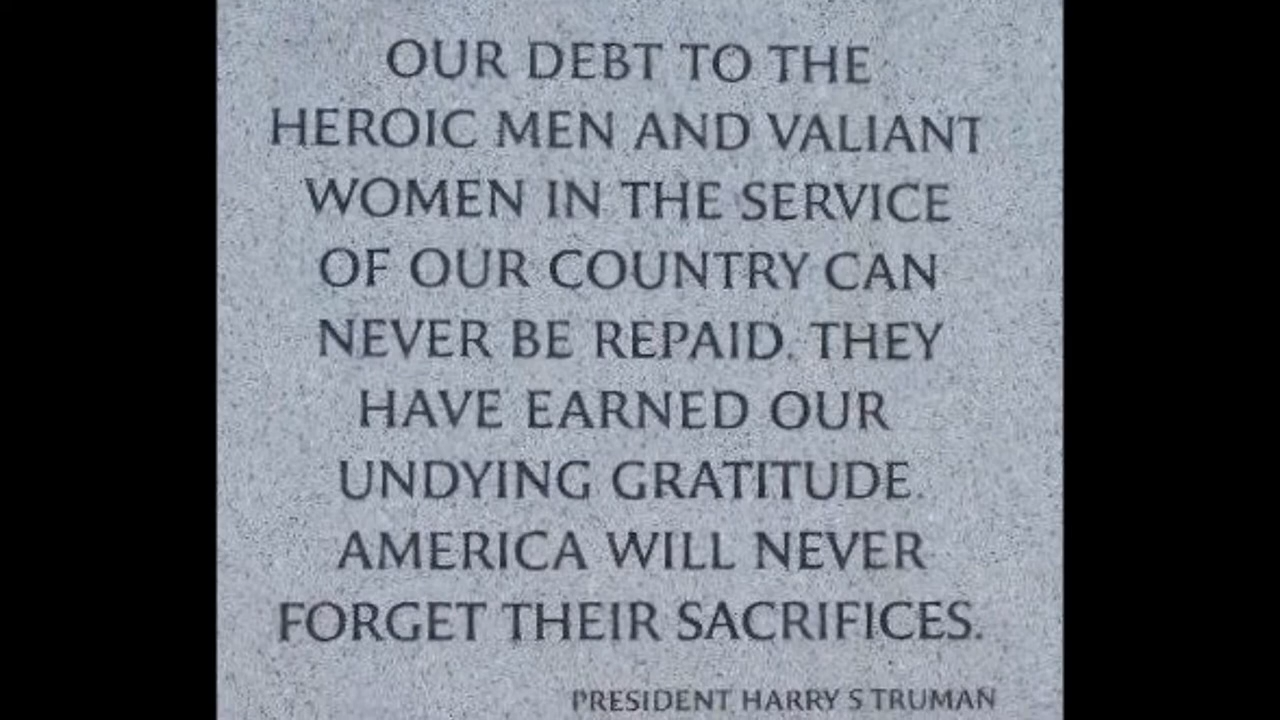 OUR DEBT TO THE
HEROIC MEN AND VALIANT
WOMEN IN THE SERVICE
OF OUR COUNTRY CAN
NEVER BE REPAID. THEY
HAVE EARNED OUR
UNDYING GRATITUDE.
AMERICA WILL NEVER
FORGET THEIR SACRIFICES.
PRESIDENT HARRY S TRUMAN